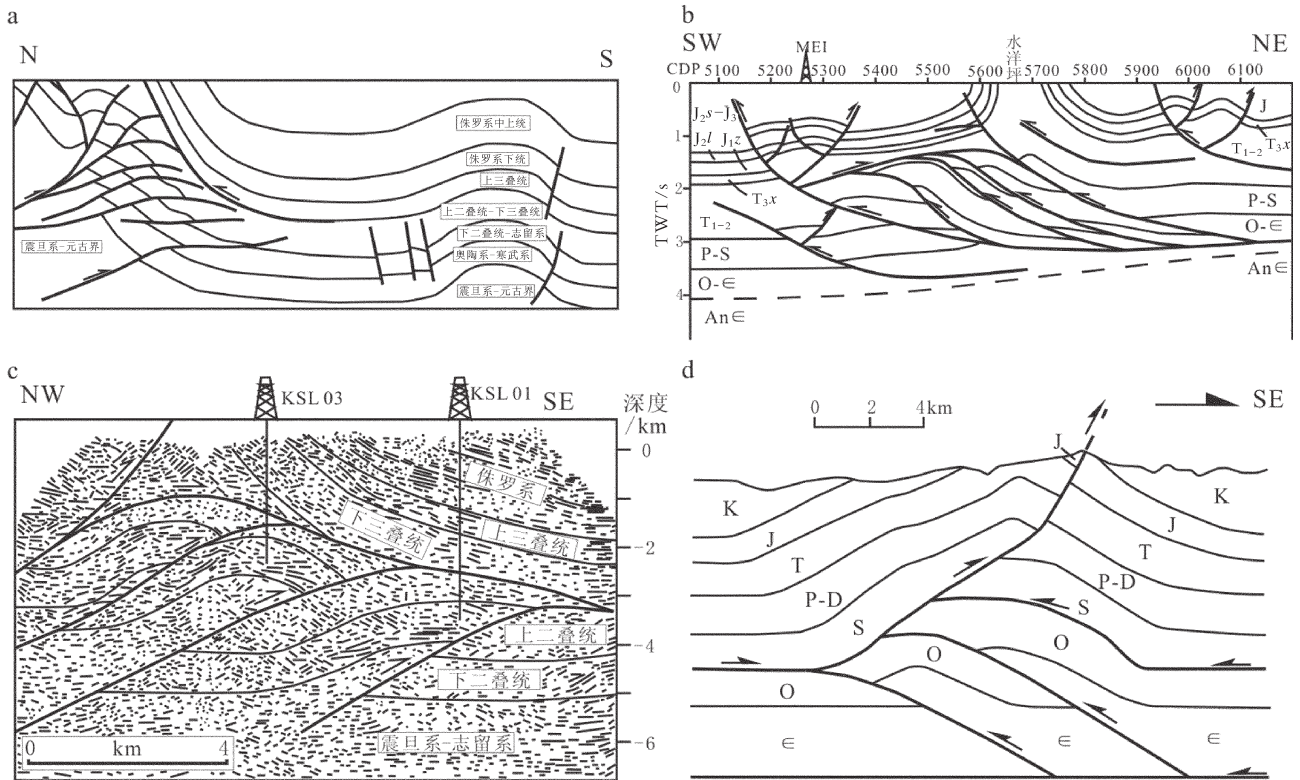 a
N
S
侏罗系中上统
侏罗系下统
上三叠统
上二叠统-下三叠统
下二叠统-志留系
奥陶系-寒武系
震旦系-元古界
震旦系-元古界
b
SW
MEI
水洋坪
NE
CDP 5100 5200 5300 5400 5500 5600 5700 5800 5900 6000 6100
0
1
2
3
4
TWT/s
J₂s-J₃
J₂l J₁z
T₃x
T₁₋₂
P-S
O-∈
An∈
J
T₁₋₂ T₃x
P-S
O-∈
An∈
c
NW
KSL 03
KSL 01
SE
深度
/km
0
-2
-4
-6
侏罗系
上三叠统
下三叠统
上二叠统
下二叠统
震旦系-志留系
0 km 4
d
0 2 4km
SE
J
K
K
J
J
T
T
P-D
P-D
S
S
O
O
O
∈
∈
∈